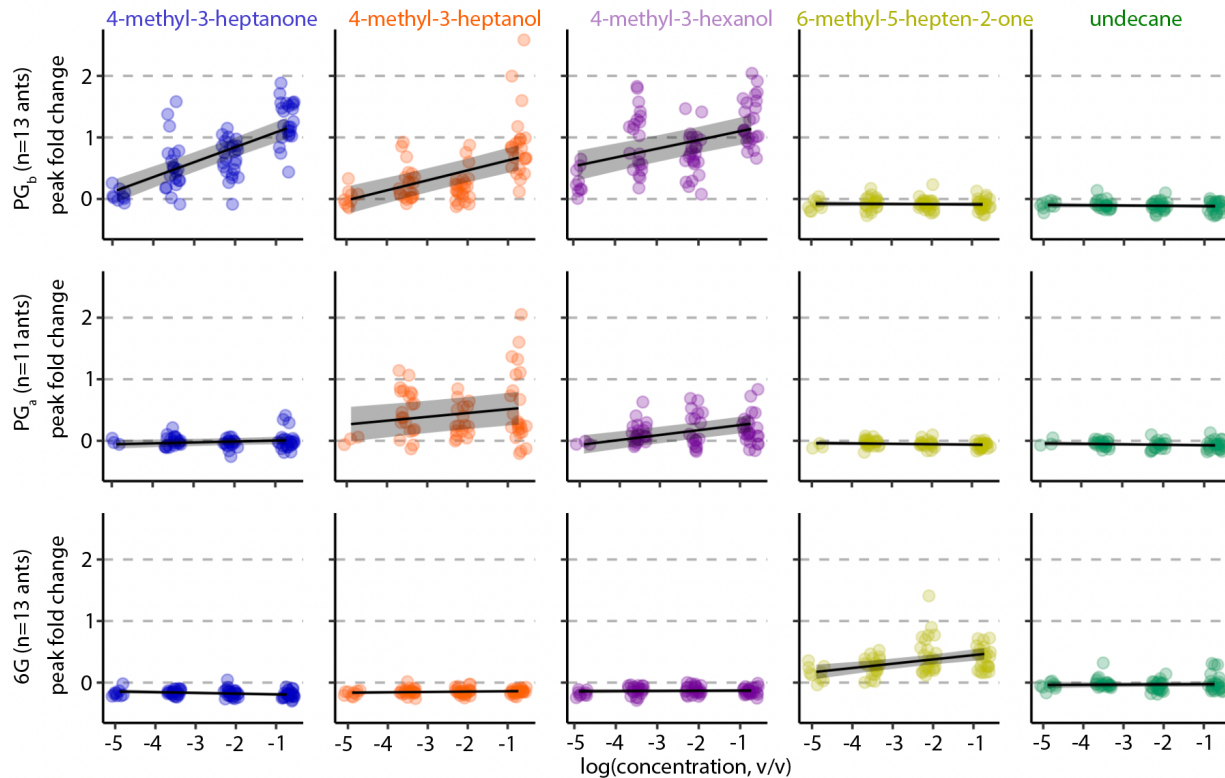 4-methyl-3-heptanone 4-methyl-3-heptanol 4-methyl-3-hexanol 6-methyl-5-hepten-2-one undecane
PGb (n=13 ants)
peak fold change
2
1
0
PGa (n=11ants)
peak fold change
2
1
0
6G (n=13 ants)
peak fold change
2
1
0
-5 -4 -3 -2 -1 -5 -4 -3 -2 -1 -5 -4 -3 -2 -1 -5 -4 -3 -2 -1 -5 -4 -3 -2 -1
log(concentration, v/v)